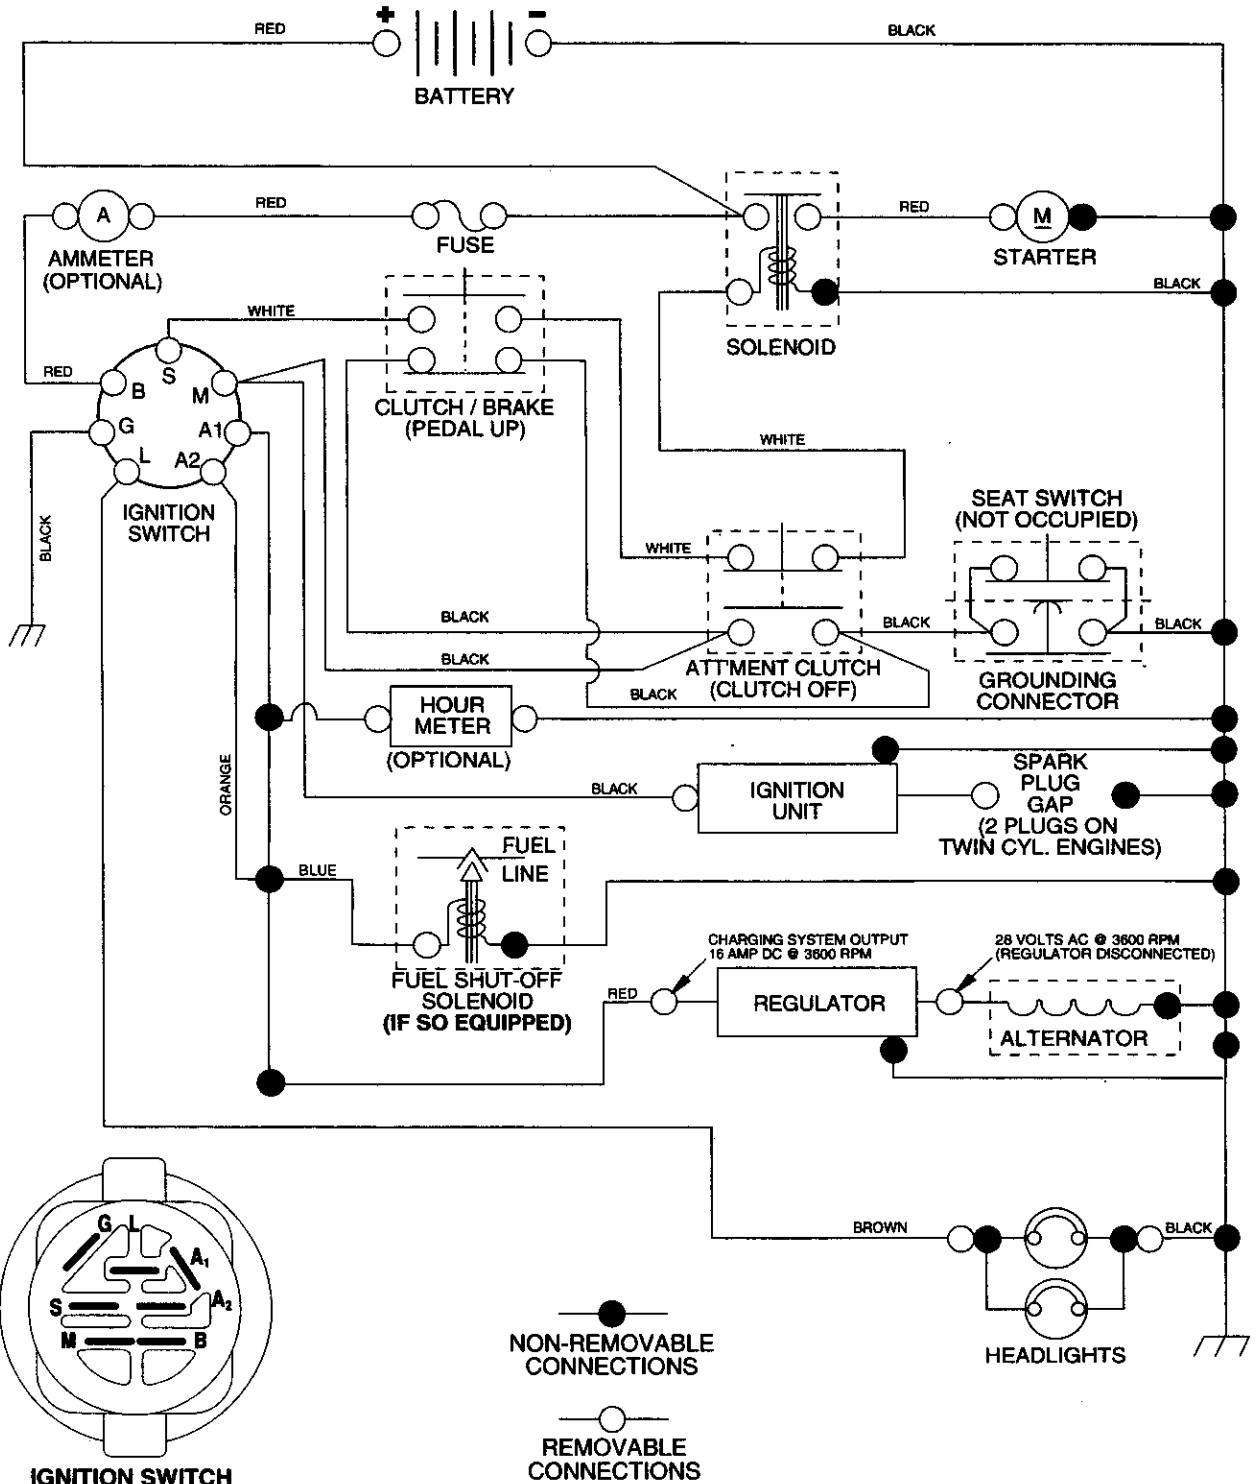 + -
RED
BLACK
BATTERY
A
RED
RED
M
AMMETER
(OPTIONAL)
FUSE
STARTER
BLACK
WHITE
SOLENOID
RED
S
B
M
G
A1
L
A2
CLUTCH / BRAKE
(PEDAL UP)
IGNITION
SWITCH
BLACK
WHITE
SEAT SWITCH
(NOT OCCUPIED)
WHITE
BLACK
BLACK
BLACK
BLACK
ATT'MENT CLUTCH
(CLUTCH OFF)
GROUNDING
CONNECTOR
BLACK
HOUR
METER
(OPTIONAL)
ORANGE
BLACK
IGNITION
UNIT
SPARK
PLUG
GAP
(2 PLUGS ON
TWIN CYL. ENGINES)
BLUE
FUEL
LINE
FUEL SHUT-OFF
SOLENOID
(IF SO EQUIPPED)
CHARGING SYSTEM OUTPUT
16 AMP DC @ 3600 RPM
28 VOLTS AC @ 3600 RPM
(REGULATOR DISCONNECTED)
RED
REGULATOR
ALTERNATOR
BROWN
BLACK
HEADLIGHTS
G L
A1
A2
S
M
B
IGNITION SWITCH
NON-REMOVABLE
CONNECTIONS
REMOVABLE
CONNECTIONS